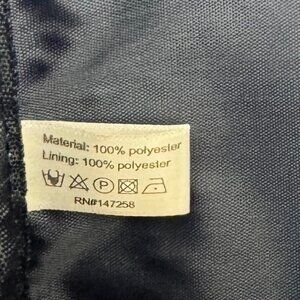 Material: 100% polyester
Lining: 100% polyester
P
RN#147258